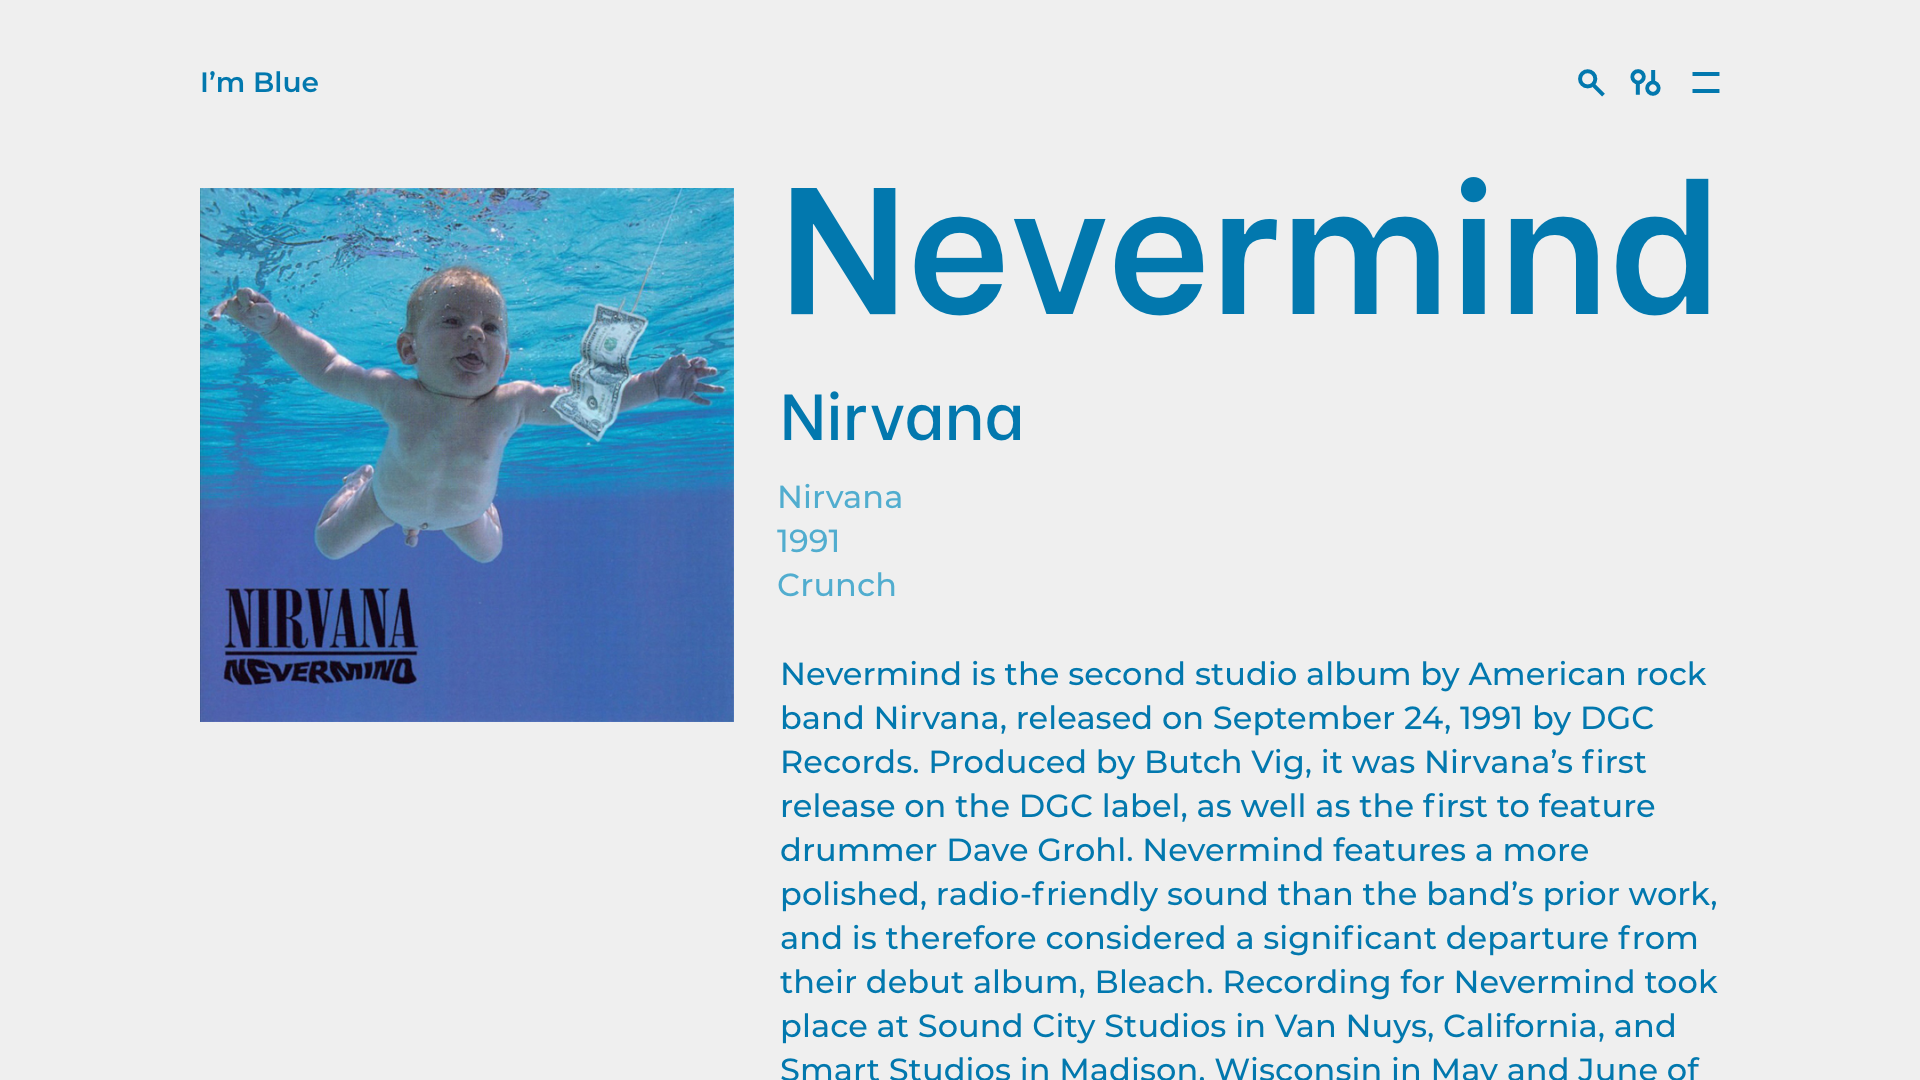 I’m Blue
Nevermind
Nirvana
Nirvana
1991
Crunch
NIRVANA
NEVERMIND
Nevermind is the second studio album by American rock
band Nirvana, released on September 24, 1991 by DGC
Records. Produced by Butch Vig, it was Nirvana’s first
release on the DGC label, as well as the first to feature
drummer Dave Grohl. Nevermind features a more
polished, radio-friendly sound than the band’s prior work,
and is therefore considered a significant departure from
their debut album, Bleach. Recording for Nevermind took
place at Sound City Studios in Van Nuys, California, and
Smart Studios in Madison, Wisconsin in May and June of